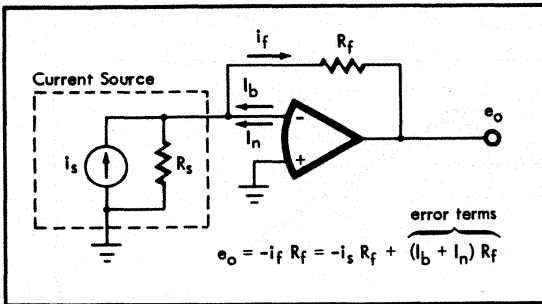 i_f
R_f
Current Source
I_b
I_n
e_o
i_s
R_s
-
+
error terms
e_o = -i_f R_f = -i_s R_f + (I_b + I_n) R_f